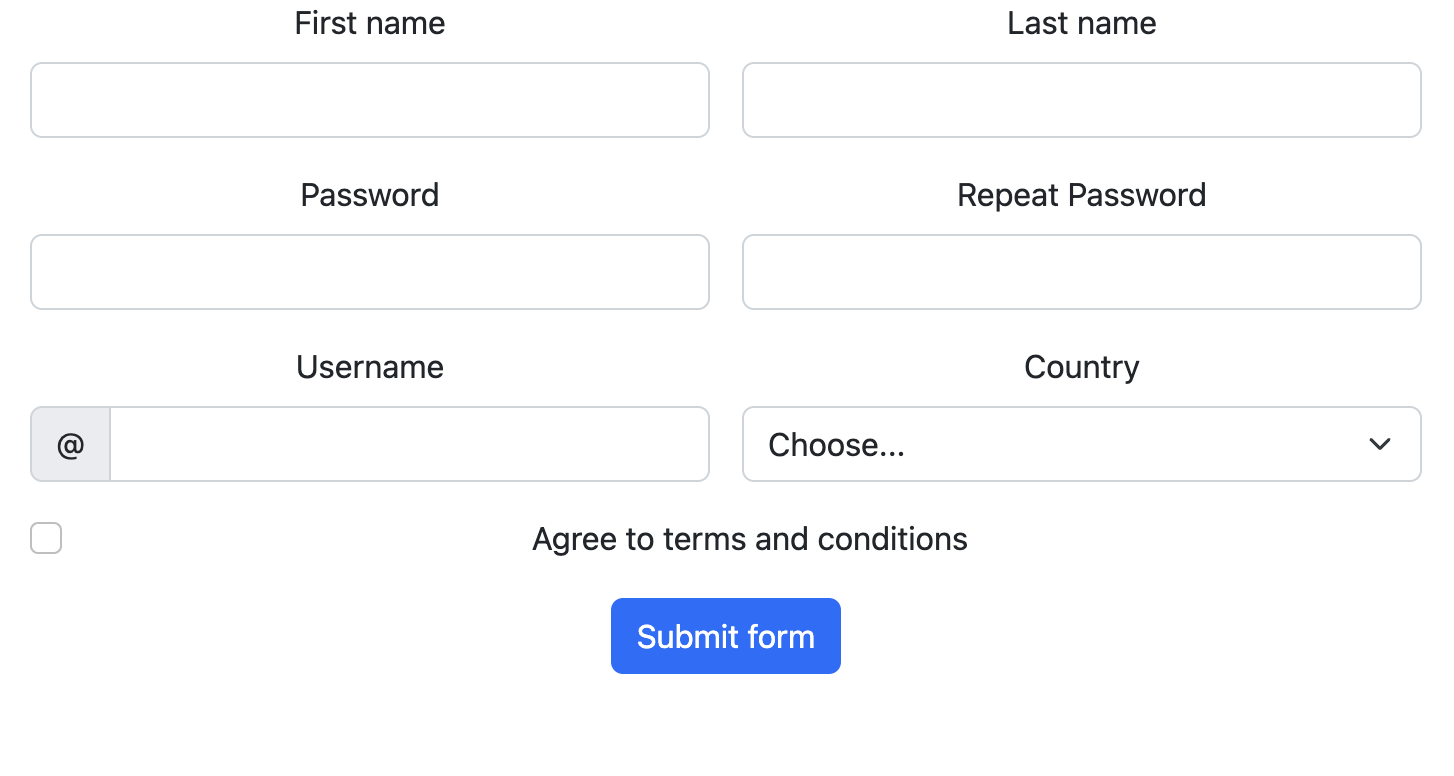 First name
Last name
Password
Repeat Password
Username
Country
@
Choose...
Agree to terms and conditions
Submit form